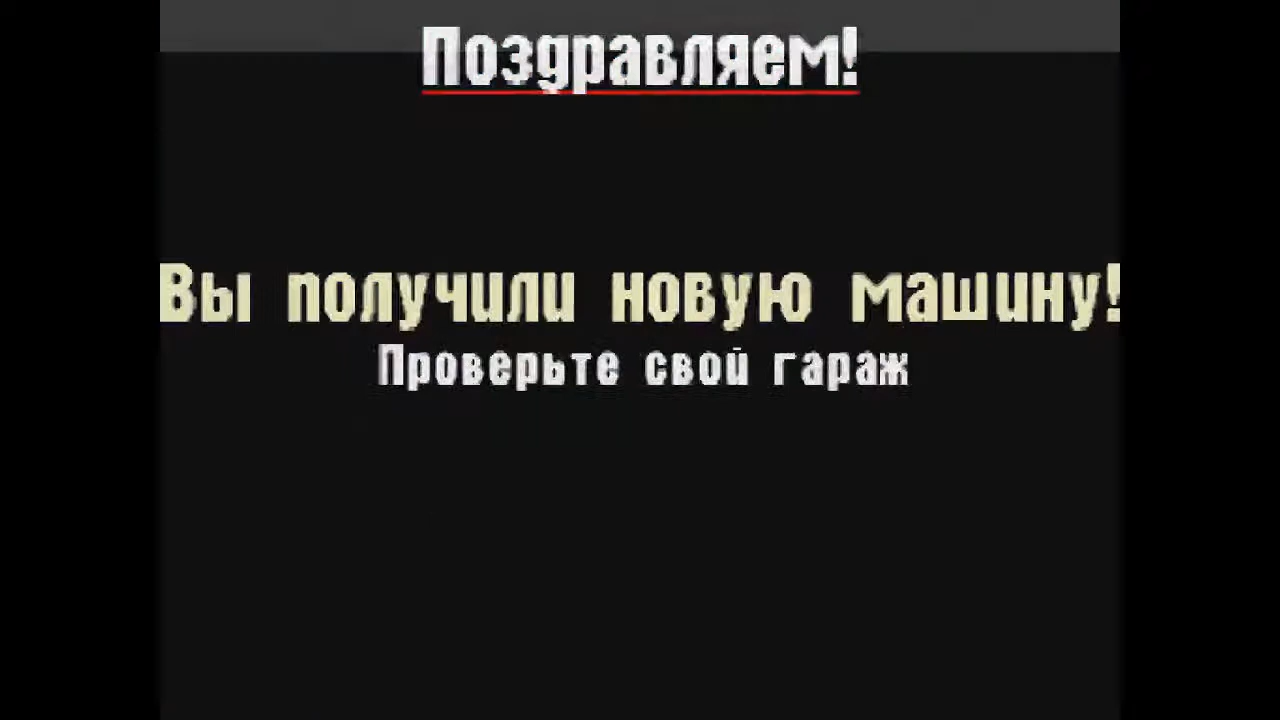 Поздравляем!
Вы получили новую машину!
Проверьте свой гараж